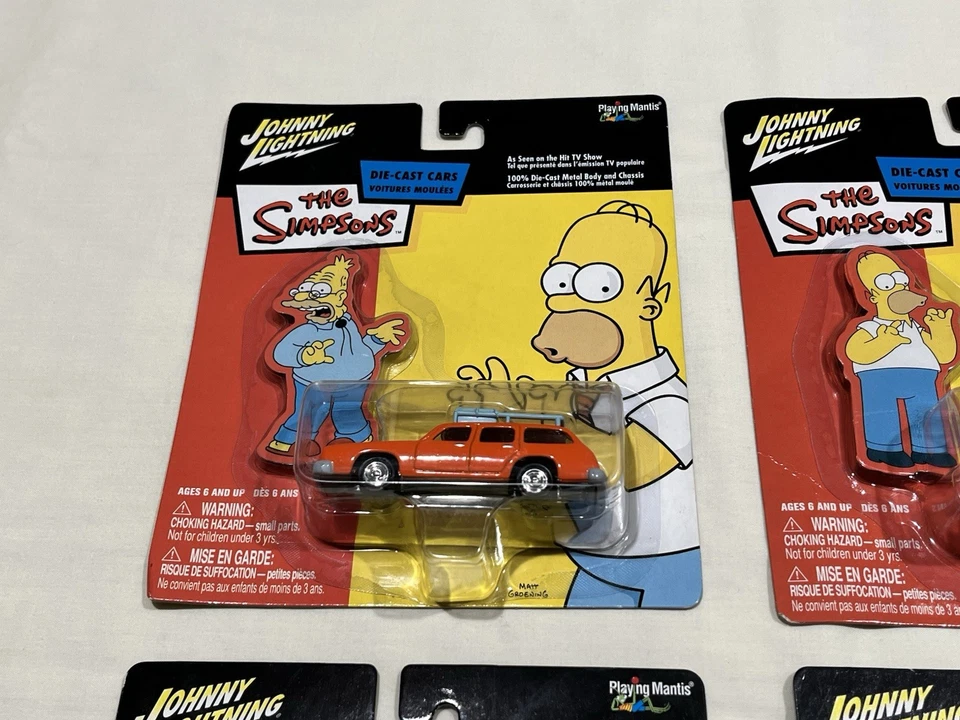 JOHNNY
LIGHTNING
Playing Mantis®
DIE-CAST CARS
VOITURES MOULÉES
As Seen on the Hit TV Show
Tel que présenté dans l'émission TV populaire
100% Die-Cast Metal Body and Chassis
Carrosserie et châssis 100% métal moulé
THE
SIMPSONS™
AGES 6 AND UP DÈS 6 ANS
WARNING:
CHOKING HAZARD — small parts.
Not for children under 3 yrs.
MISE EN GARDE:
RISQUE DE SUFFOCATION — petites pièces.
Ne convient pas aux enfants de moins de 3 ans.
MATT
GROENING
JOHNNY
LIGHTNING
DIE-CAST
VOITURES
THE
SIMPSONS™
AGES 6 AND UP DÈS 6 ANS
WARNING:
CHOKING HAZARD — small parts.
Not for children under 3 yrs.
MISE EN GARDE:
RISQUE DE SUFFOCATION — petites pièces.
Ne convient pas aux enfants de moins de 3
JOHNNY
LIGHTNING
Playing Mantis®
JOHNNY
LIGHTNING